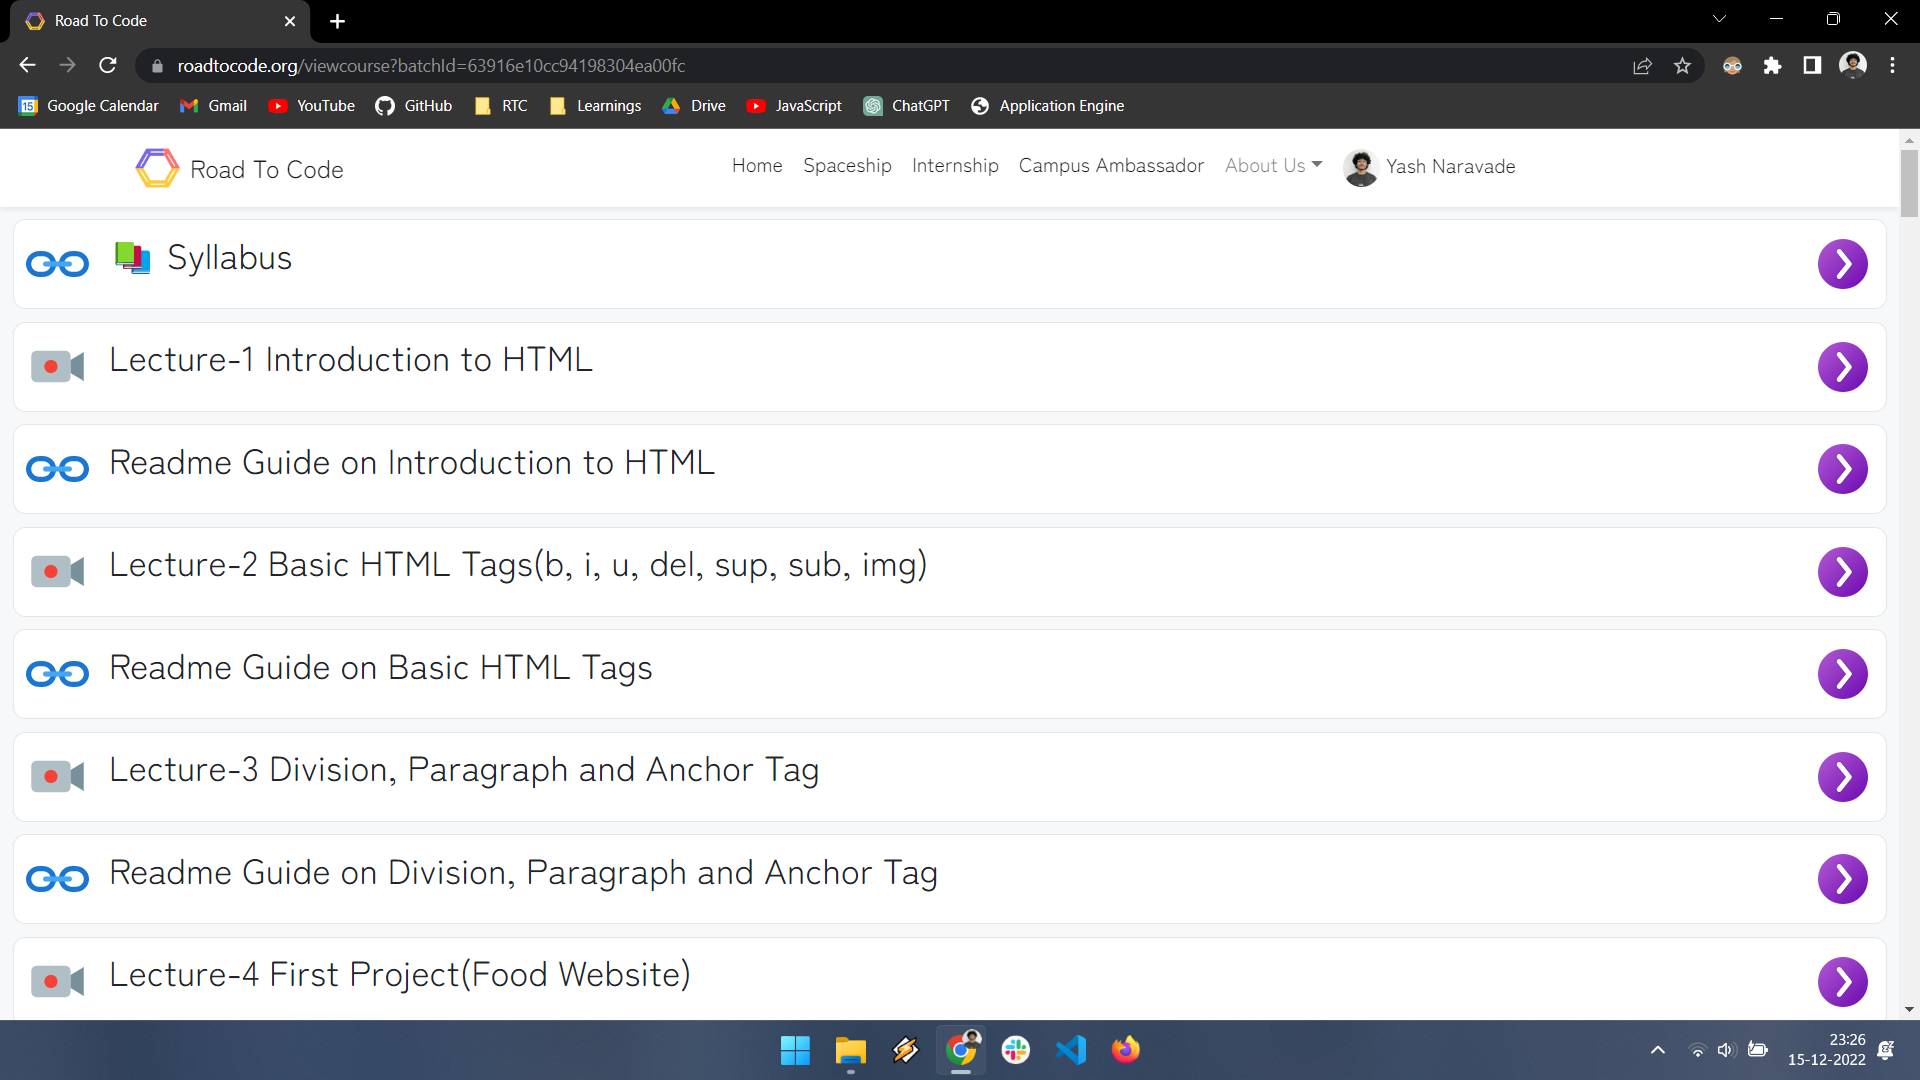 Road To Code
roadtocode.org/viewcourse?batchId=63916e10cc94198304ea00fc
15 Google Calendar Gmail YouTube GitHub RTC Learnings Drive JavaScript ChatGPT Application Engine
Road To Code Home Spaceship Internship Campus Ambassador About Us Yash Naravade
Syllabus
Lecture-1 Introduction to HTML
Readme Guide on Introduction to HTML
Lecture-2 Basic HTML Tags(b, i, u, del, sup, sub, img)
Readme Guide on Basic HTML Tags
Lecture-3 Division, Paragraph and Anchor Tag
Readme Guide on Division, Paragraph and Anchor Tag
Lecture-4 First Project(Food Website)
23:26
15-12-2022